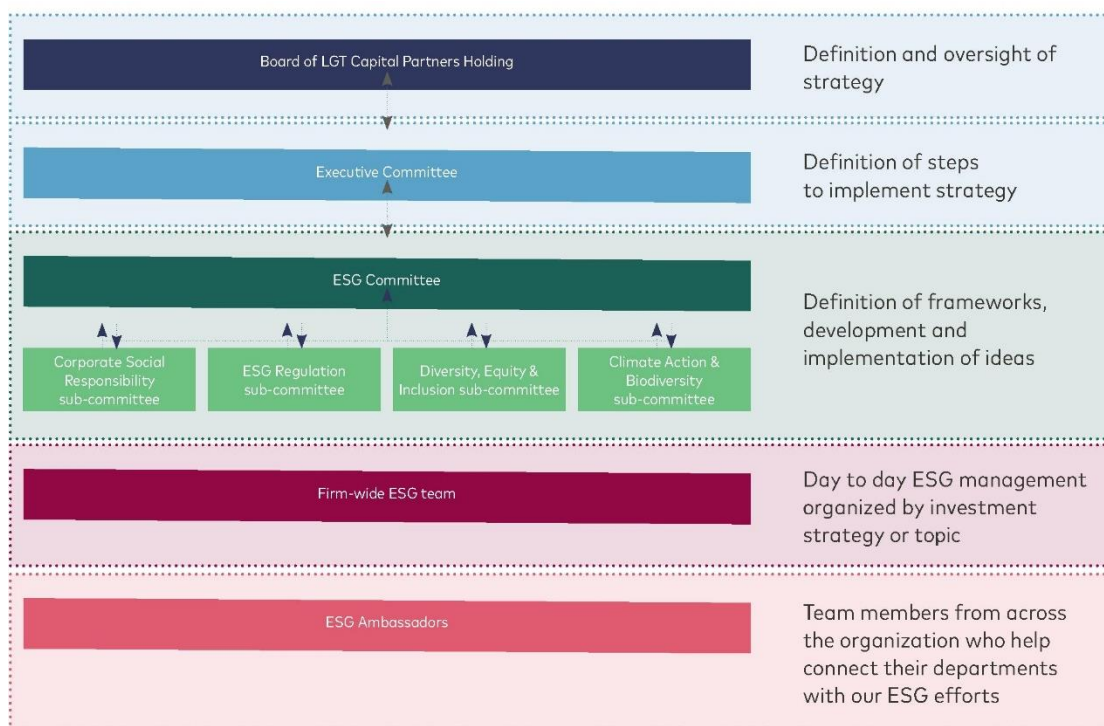 Board of LGT Capital Partners Holding
Definition and oversight of
strategy
Executive Committee
Definition of steps
to implement strategy
ESG Committee
Definition of frameworks,
development and
implementation of ideas
Corporate Social
Responsibility
sub-committee
ESG Regulation
sub-committee
Diversity, Equity &
Inclusion sub-committee
Climate Action &
Biodiversity
sub-committee
Firm-wide ESG team
Day to day ESG management
organized by investment
strategy or topic
ESG Ambassadors
Team members from across
the organization who help
connect their departments
with our ESG efforts